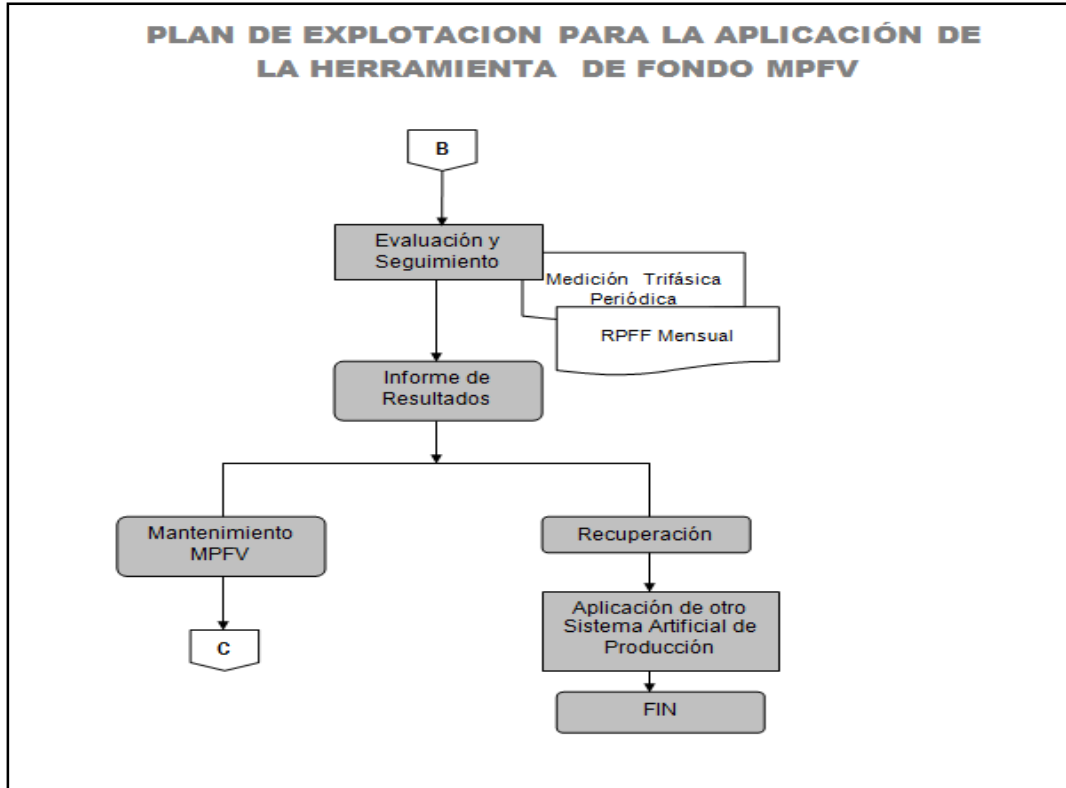 PLAN DE EXPLOTACION PARA LA APLICACIÓN DE
LA HERRAMIENTA DE FONDO MPFV
B
Evaluación y
Seguimiento
Medición Trifásica
Periódica
RPFF Mensual
Informe de
Resultados
Mantenimiento
MPFV
Recuperación
C
Aplicación de otro
Sistema Artificial de
Producción
FIN